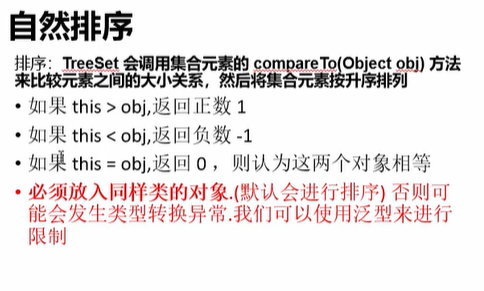 自然排序
排序：TreeSet 会调用集合元素的 compareTo(Object obj) 方法
来比较元素之间的大小关系，然后将集合元素按升序排列
• 如果 this > obj,返回正数 1
• 如果 this < obj,返回负数 -1
• 如果 this = obj,返回 0 ，则认为这两个对象相等
• 必须放入同样类的对象.(默认会进行排序) 否则可
能会发生类型转换异常.我们可以使用泛型来进行
限制